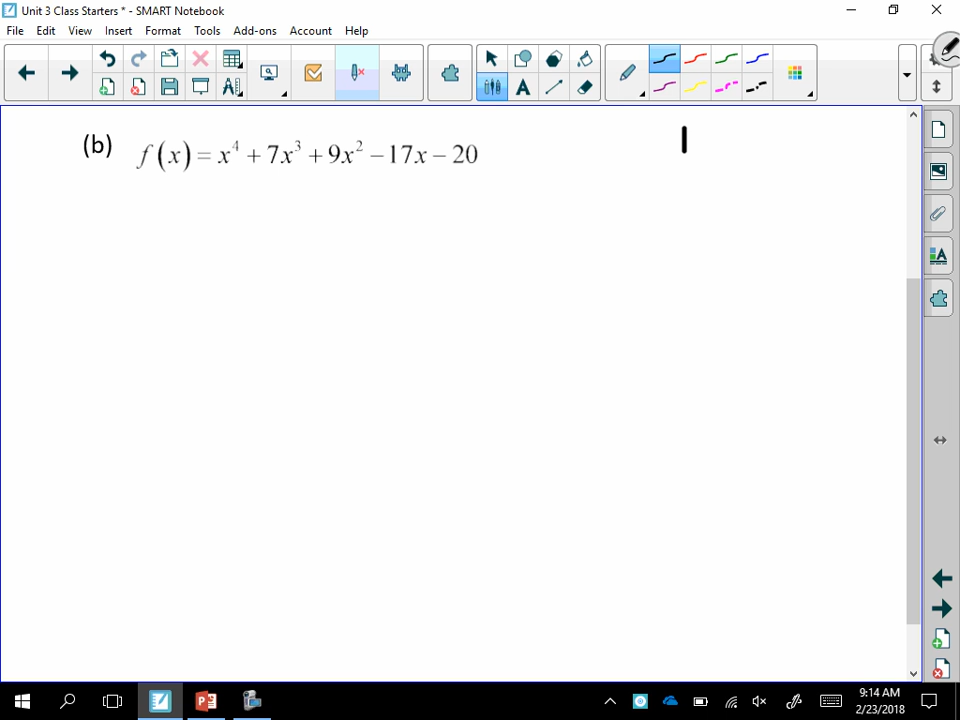 Unit 3 Class Starters * - SMART Notebook
File Edit View Insert Format Tools Add-ons Account Help
(b) f(x) = x⁴ + 7x³ + 9x² − 17x − 20
9:14 AM
2/23/2018